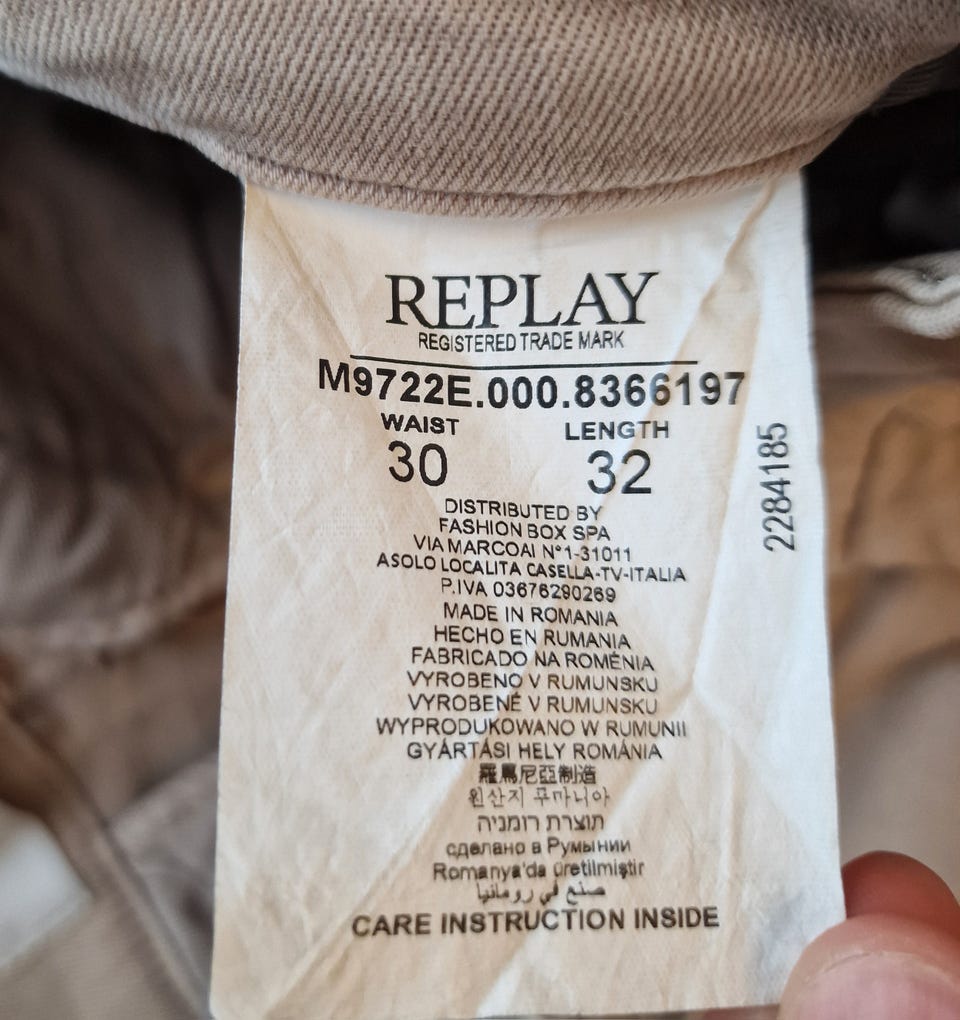 REPLAY
REGISTERED TRADE MARK
M9722E.000.8366197
WAIST LENGTH
30 32
2284185
DISTRIBUTED BY
FASHION BOX SPA
VIA MARCOAI N°1-31011
ASOLO LOCALITA CASELLA-TV-ITALIA
P.IVA 03676290269
MADE IN ROMANIA
HECHO EN RUMANIA
FABRICADO NA ROMÉNIA
VYROBENO V RUMUNSKU
VYROBENÉ V RUMUNSKU
WYPRODUKOWANO W RUMUNII
GYÁRTÁSI HELY ROMÁNIA
羅馬尼亞制造
원산지 루마니아
תוצרת רומניה
сделано в Румынии
Romanya'da üretilmiştir
صنع في رومانيا
CARE INSTRUCTION INSIDE